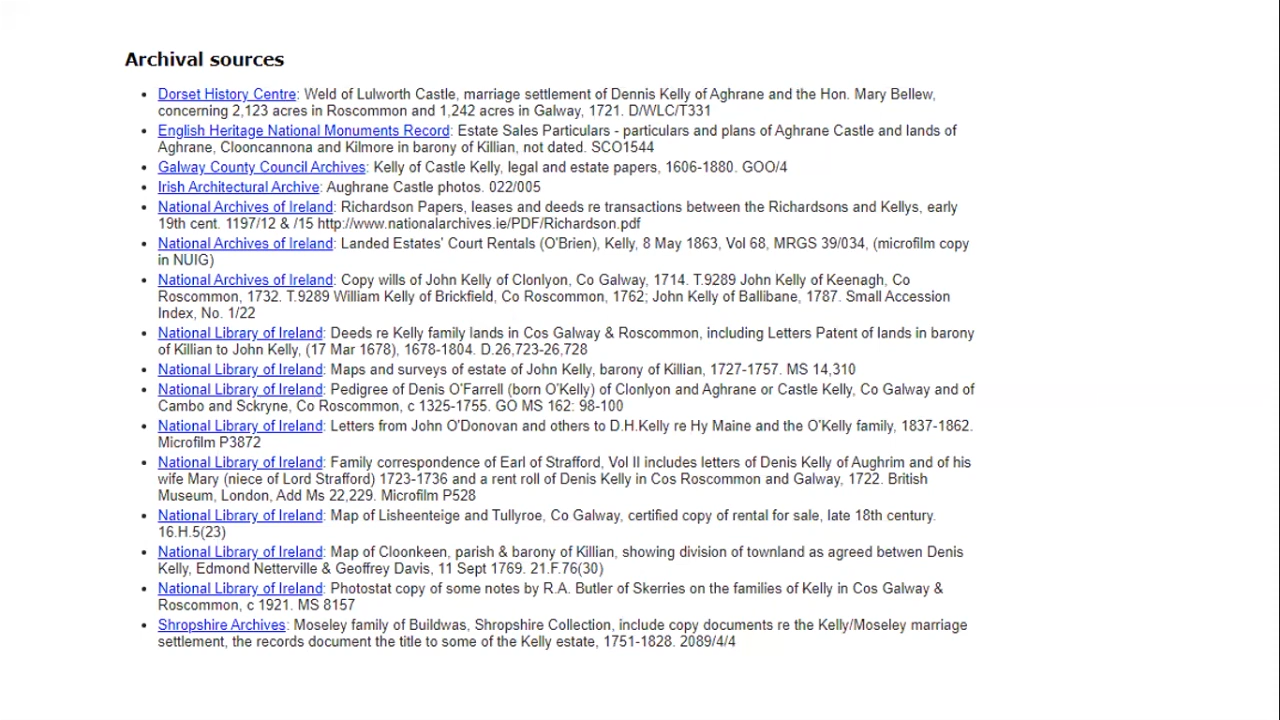 Archival sources
• Dorset History Centre: Weld of Lulworth Castle, marriage settlement of Dennis Kelly of Aghrane and the Hon. Mary Bellew,
concerning 2,123 acres in Roscommon and 1,242 acres in Galway, 1721. D/WLC/T331
• English Heritage National Monuments Record: Estate Sales Particulars - particulars and plans of Aghrane Castle and lands of
Aghrane, Clooncannona and Kilmore in barony of Killian, not dated. SCO1544
• Galway County Council Archives: Kelly of Castle Kelly, legal and estate papers, 1606-1880. GOO/4
• Irish Architectural Archive: Aughrane Castle photos. 022/005
• National Archives of Ireland: Richardson Papers, leases and deeds re transactions between the Richardsons and Kellys, early
19th cent. 1197/12 & /15 http://www.nationalarchives.ie/PDF/Richardson.pdf
• National Archives of Ireland: Landed Estates' Court Rentals (O'Brien), Kelly, 8 May 1863, Vol 68, MRGS 39/034, (microfilm copy
in NUIG)
• National Archives of Ireland: Copy wills of John Kelly of Clonlyon, Co Galway, 1714. T.9289 John Kelly of Keenagh, Co
Roscommon, 1732. T.9289 William Kelly of Brickfield, Co Roscommon, 1762; John Kelly of Ballibane, 1787. Small Accession
Index, No. 1/22
• National Library of Ireland: Deeds re Kelly family lands in Cos Galway & Roscommon, including Letters Patent of lands in barony
of Killian to John Kelly, (17 Mar 1678), 1678-1804. D.26,723-26,728
• National Library of Ireland: Maps and surveys of estate of John Kelly, barony of Killian, 1727-1757. MS 14,310
• National Library of Ireland: Pedigree of Denis O'Farrell (born O'Kelly) of Clonlyon and Aghrane or Castle Kelly, Co Galway and of
Cambo and Sckryne, Co Roscommon, c 1325-1755. GO MS 162: 98-100
• National Library of Ireland: Letters from John O'Donovan and others to D.H.Kelly re Hy Maine and the O'Kelly family, 1837-1862.
Microfilm P3872
• National Library of Ireland: Family correspondence of Earl of Strafford, Vol II includes letters of Denis Kelly of Aughrim and of his
wife Mary (niece of Lord Strafford) 1723-1736 and a rent roll of Denis Kelly in Cos Roscommon and Galway, 1722. British
Museum, London, Add Ms 22,229. Microfilm P528
• National Library of Ireland: Map of Lisheenteige and Tullyroe, Co Galway, certified copy of rental for sale, late 18th century.
16.H.5(23)
• National Library of Ireland: Map of Cloonkeen, parish & barony of Killian, showing division of townland as agreed betwen Denis
Kelly, Edmond Netterville & Geoffrey Davis, 11 Sept 1769. 21.F.76(30)
• National Library of Ireland: Photostat copy of some notes by R.A. Butler of Skerries on the families of Kelly in Cos Galway &
Roscommon, c 1921. MS 8157
• Shropshire Archives: Moseley family of Buildwas, Shropshire Collection, include copy documents re the Kelly/Moseley marriage
settlement, the records document the title to some of the Kelly estate, 1751-1828. 2089/4/4